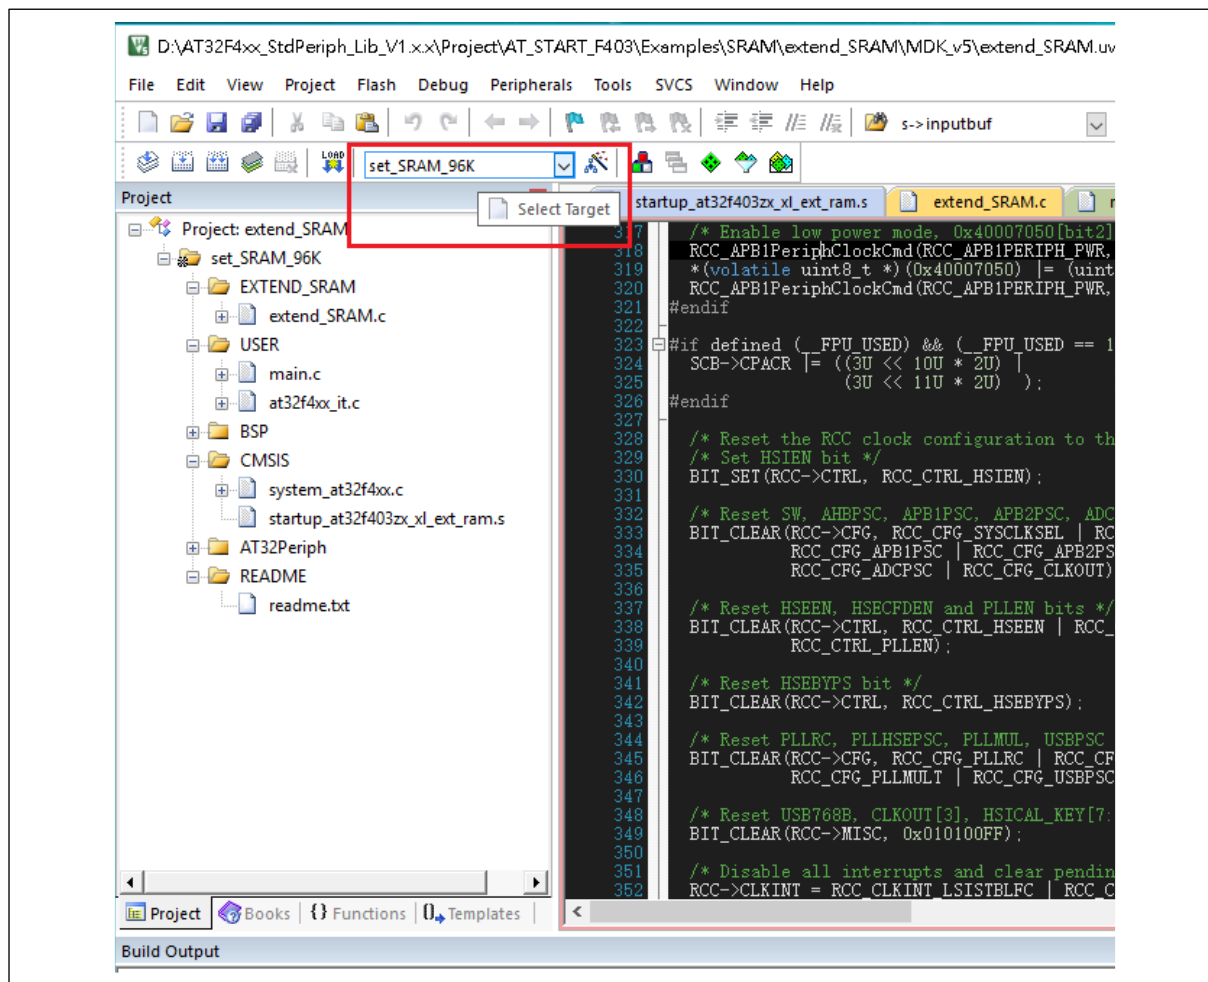 D:\AT32F4xx_StdPeriph_Lib_V1.x.x\Project\AT_START_F403\Examples\SRAM\extend_SRAM\MDK_v5\extend_SRAM.uv
File Edit View Project Flash Debug Peripherals Tools SVCS Window Help
s->inputbuf
LOAD set_SRAM_96K
Project
Select Target
startup_at32f403zx_xl_ext_ram.s extend_SRAM.c
Project: extend_SRAM
set_SRAM_96K
EXTEND_SRAM
extend_SRAM.c
USER
main.c
at32f4xx_it.c
BSP
CMSIS
system_at32f4xx.c
startup_at32f403zx_xl_ext_ram.s
AT32Periph
README
readme.txt
317 /* Enable low power mode, 0x40007050[bit2]
318 RCC_APB1PeriphClockCmd(RCC_APB1PERIPH_PWR,
319 *(volatile uint8_t *)(0x40007050) |= (uint
320 RCC_APB1PeriphClockCmd(RCC_APB1PERIPH_PWR,
321 #endif
322
323 #if defined (__FPU_USED) && (__FPU_USED == 1
324 SCB->CPACR |= ((3U << 10U * 2U) |
325 (3U << 11U * 2U) );
326 #endif
327
328 /* Reset the RCC clock configuration to th
329 /* Set HSIEN bit */
330 BIT_SET(RCC->CTRL, RCC_CTRL_HSIEN);
331
332 /* Reset SW, AHBPSC, APB1PSC, APB2PSC, ADC
333 BIT_CLEAR(RCC->CFG, RCC_CFG_SYSCLKSEL | RC
334 RCC_CFG_APB1PSC | RCC_CFG_APB2PS
335 RCC_CFG_ADCPSC | RCC_CFG_CLKOUT)
336
337 /* Reset HSEEN, HSECFDEN and PLLEN bits */
338 BIT_CLEAR(RCC->CTRL, RCC_CTRL_HSEEN | RCC_
339 RCC_CTRL_PLLEN);
340
341 /* Reset HSEBYPS bit */
342 BIT_CLEAR(RCC->CTRL, RCC_CTRL_HSEBYPS);
343
344 /* Reset PLLRC, PLLHSEPSC, PLLMUL, USBPSC
345 BIT_CLEAR(RCC->CFG, RCC_CFG_PLLRC | RCC_CF
346 RCC_CFG_PLLMULT | RCC_CFG_USBPSC
347
348 /* Reset USB768B, CLKOUT[3], HSICAL_KEY[7:
349 BIT_CLEAR(RCC->MISC, 0x010100FF);
350
351 /* Disable all interrupts and clear pendin
352 RCC->CLKINT = RCC_CLKINT_LSISTBLFC | RCC_C
Project Books {} Functions Templates
Build Output